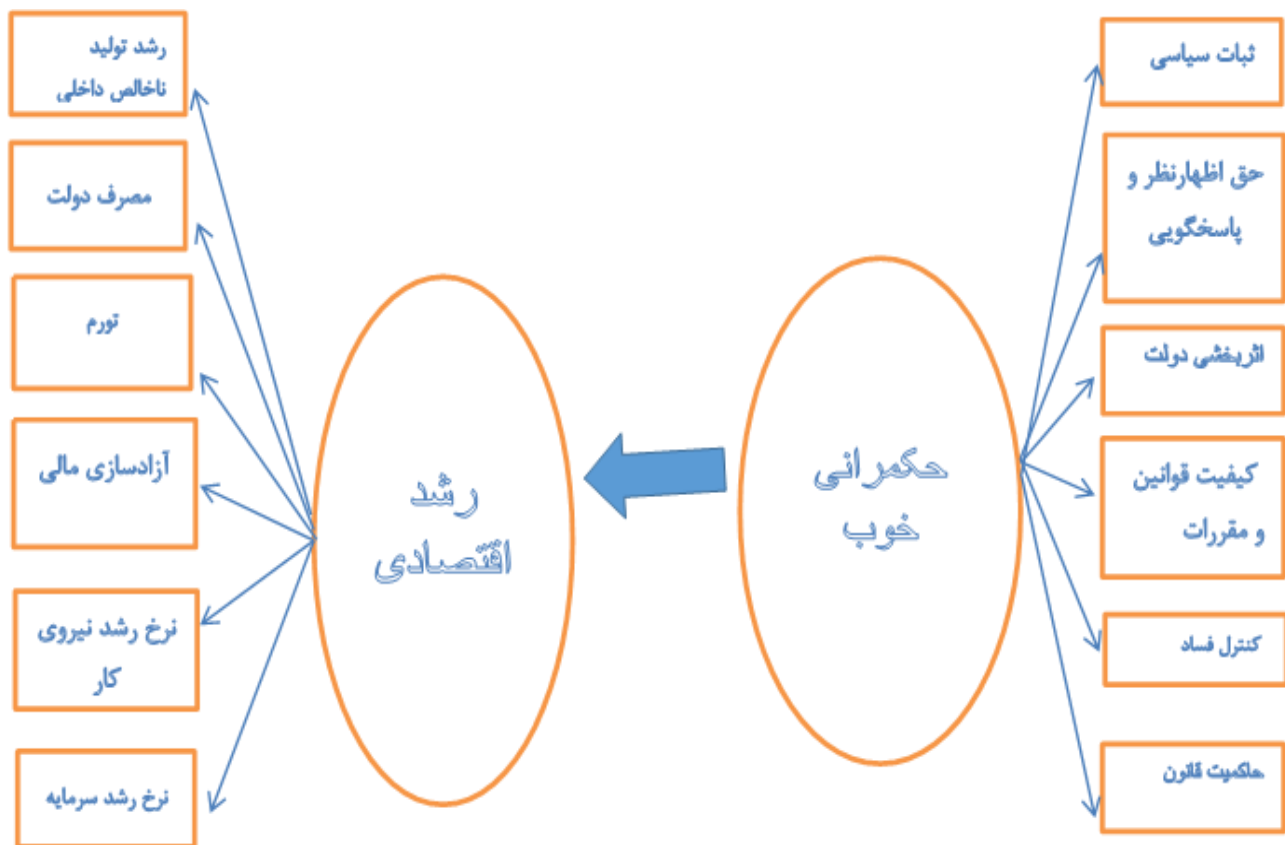 ثبات سیاسی
حق اظهارنظر و
پاسخگویی
اثربخشی دولت
کیفیت قوانین
و مقررات
کنترل فساد
حاکمیت قانون
حکمرانی
خوب
رشد
اقتصادی
رشد تولید
ناخالص داخلی
مصرف دولت
تورم
آزادسازی مالی
نرخ رشد نیروی
کار
نرخ رشد سرمایه